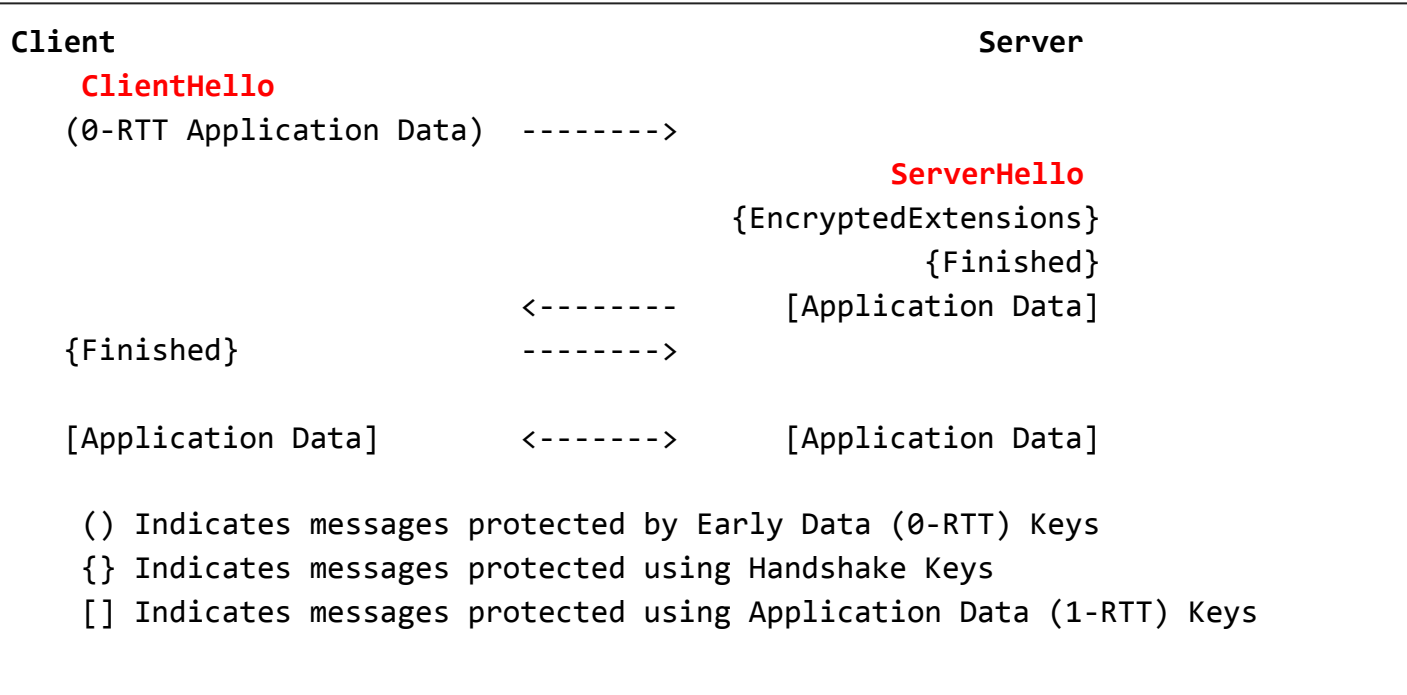 Client                                               Server
    ClientHello
   (0-RTT Application Data)  -------->
                                                ServerHello
                                       {EncryptedExtensions}
                                                  {Finished}
                            <--------      [Application Data]
   {Finished}               -------->

   [Application Data]       <------->      [Application Data]

    () Indicates messages protected by Early Data (0-RTT) Keys
    {} Indicates messages protected using Handshake Keys
    [] Indicates messages protected using Application Data (1-RTT) Keys